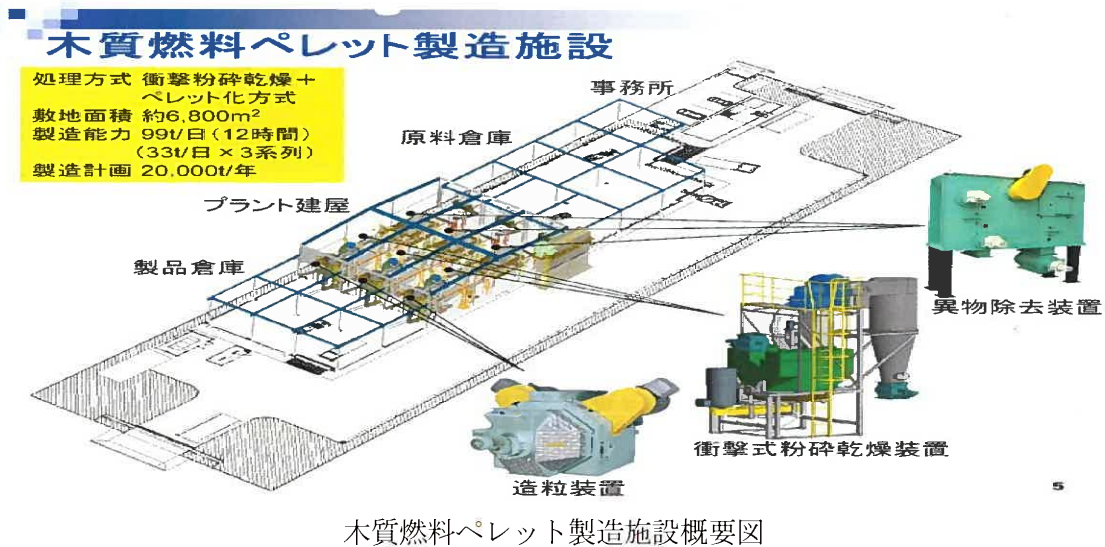 木質燃料ペレット製造施設
処理方式 衝撃粉砕乾燥＋
ペレット化方式
敷地面積 約6,800m²
製造能力 99t/日（12時間）
（33t/日×3系列）
製造計画 20,000t/年
事務所
原料倉庫
プラント建屋
製品倉庫
異物除去装置
衝撃式粉砕乾燥装置
造粒装置
5
木質燃料ペレット製造施設概要図